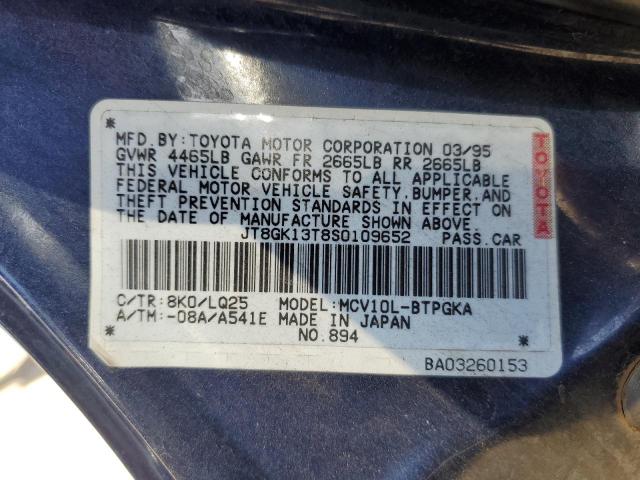 MFD.BY:TOYOTA MOTOR CORPORATION 03/95
GVWR 4465LB GAWR FR 2665LB RR 2665LB
THIS VEHICLE CONFORMS TO ALL APPLICABLE
FEDERAL MOTOR VEHICLE SAFETY,BUMPER,AND
THEFT PREVENTION STANDARDS IN EFFECT ON
THE DATE OF MANUFACTURE SHOWN ABOVE.
JT8GK13T8S0109652 PASS.CAR
C/TR:8K0/LQ25 MODEL:MCV10L-BTPGKA
A/TM:-08A/A541E MADE IN JAPAN
NO.894
BA03260153
TOYOTA